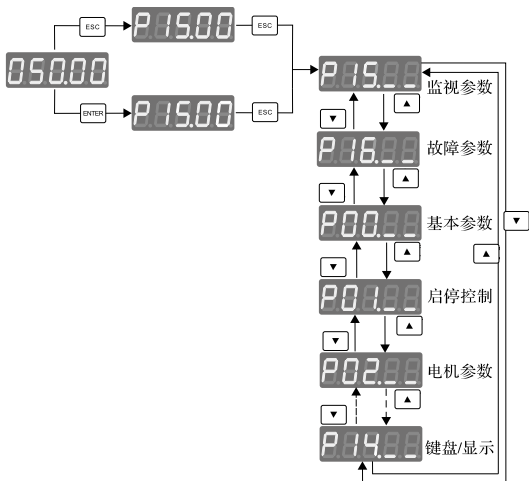 ESC
P15.00
ESC
050.00
ENTER
P15.00
ESC
P15._ _
监视参数
▼
▲
P16._ _
故障参数
▼
▲
P00._ _
基本参数
▼
▲
▼
▲
P01._ _
启停控制
▼
▲
P02._ _
电机参数
▼
▲
P14._ _
键盘/显示